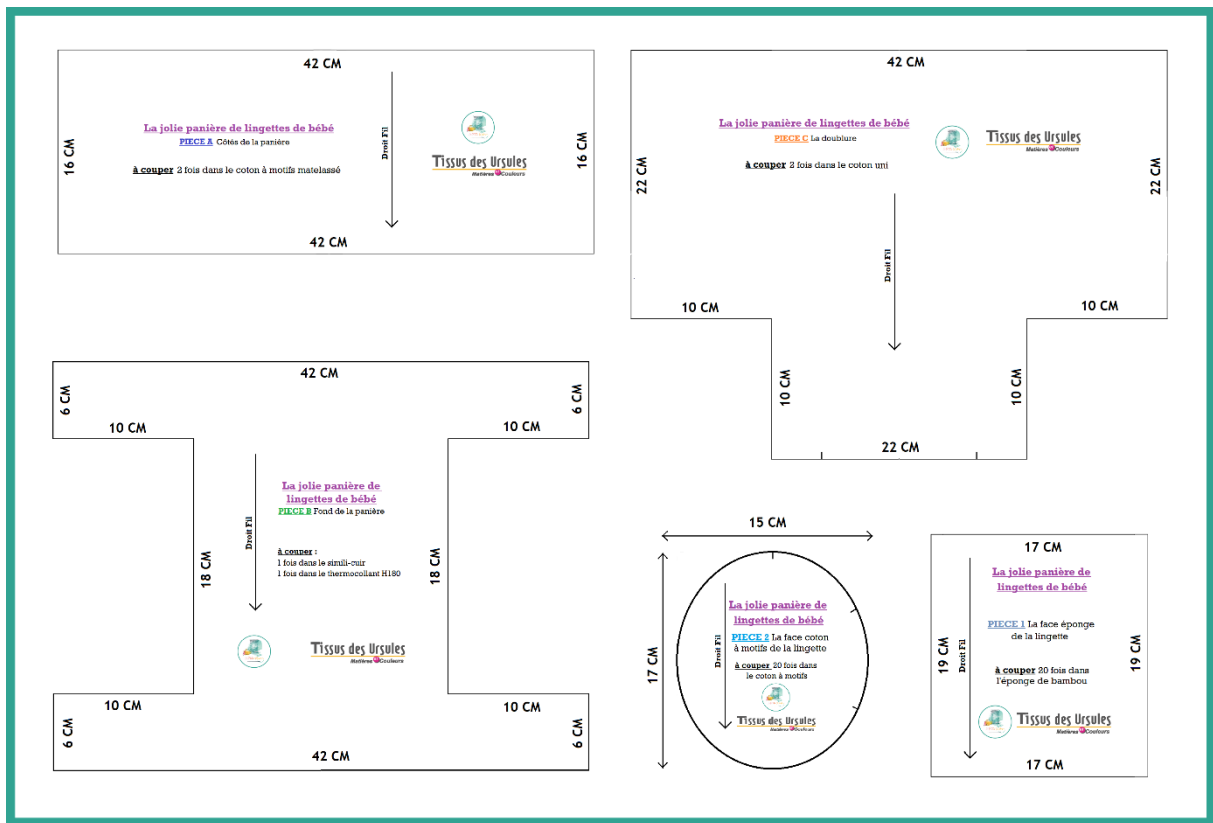 42 CM
16 CM
La jolie panière de lingettes de bébé
PIECE A Côtés de la panière
à couper 2 fois dans le coton à motifs matelassé
Droit Fil
Tissus des Ursules
Matières & Couleurs
16 CM
42 CM
42 CM
22 CM
La jolie panière de lingettes de bébé
PIECE C La doublure
à couper 2 fois dans le coton uni
Tissus des Ursules
Matières & Couleurs
22 CM
Droit Fil
10 CM
10 CM
10 CM
10 CM
22 CM
42 CM
6 CM
6 CM
10 CM
10 CM
La jolie panière de
lingettes de bébé
PIECE B Fond de la panière
Droit Fil
à couper :
1 fois dans le simili-cuir
1 fois dans le thermocollant H180
18 CM
18 CM
Tissus des Ursules
Matières & Couleurs
10 CM
10 CM
6 CM
6 CM
42 CM
15 CM
17 CM
La jolie panière de
lingettes de bébé
PIECE 2 La face coton
à motifs de la lingette
Droit Fil
à couper 20 fois dans
le coton à motifs
Tissus des Ursules
Matières & Couleurs
17 CM
La jolie panière de
lingettes de bébé
PIECE 1 La face éponge
de la lingette
19 CM
Droit Fil
19 CM
à couper 20 fois dans
l'éponge de bambou
Tissus des Ursules
Matières & Couleurs
17 CM